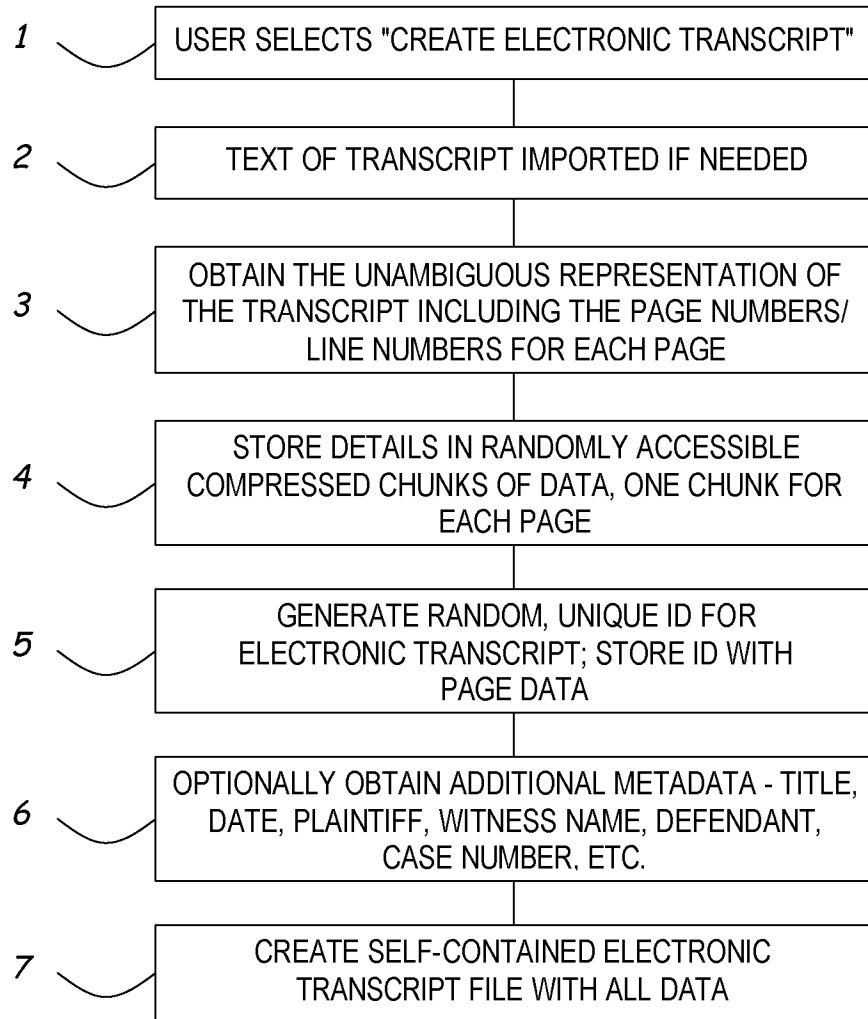 1
USER SELECTS "CREATE ELECTRONIC TRANSCRIPT"
2
TEXT OF TRANSCRIPT IMPORTED IF NEEDED
3
OBTAIN THE UNAMBIGUOUS REPRESENTATION OF
THE TRANSCRIPT INCLUDING THE PAGE NUMBERS/
LINE NUMBERS FOR EACH PAGE
4
STORE DETAILS IN RANDOMLY ACCESSIBLE
COMPRESSED CHUNKS OF DATA, ONE CHUNK FOR
EACH PAGE
5
GENERATE RANDOM, UNIQUE ID FOR
ELECTRONIC TRANSCRIPT; STORE ID WITH
PAGE DATA
6
OPTIONALLY OBTAIN ADDITIONAL METADATA - TITLE,
DATE, PLAINTIFF, WITNESS NAME, DEFENDANT,
CASE NUMBER, ETC.
7
CREATE SELF-CONTAINED ELECTRONIC
TRANSCRIPT FILE WITH ALL DATA